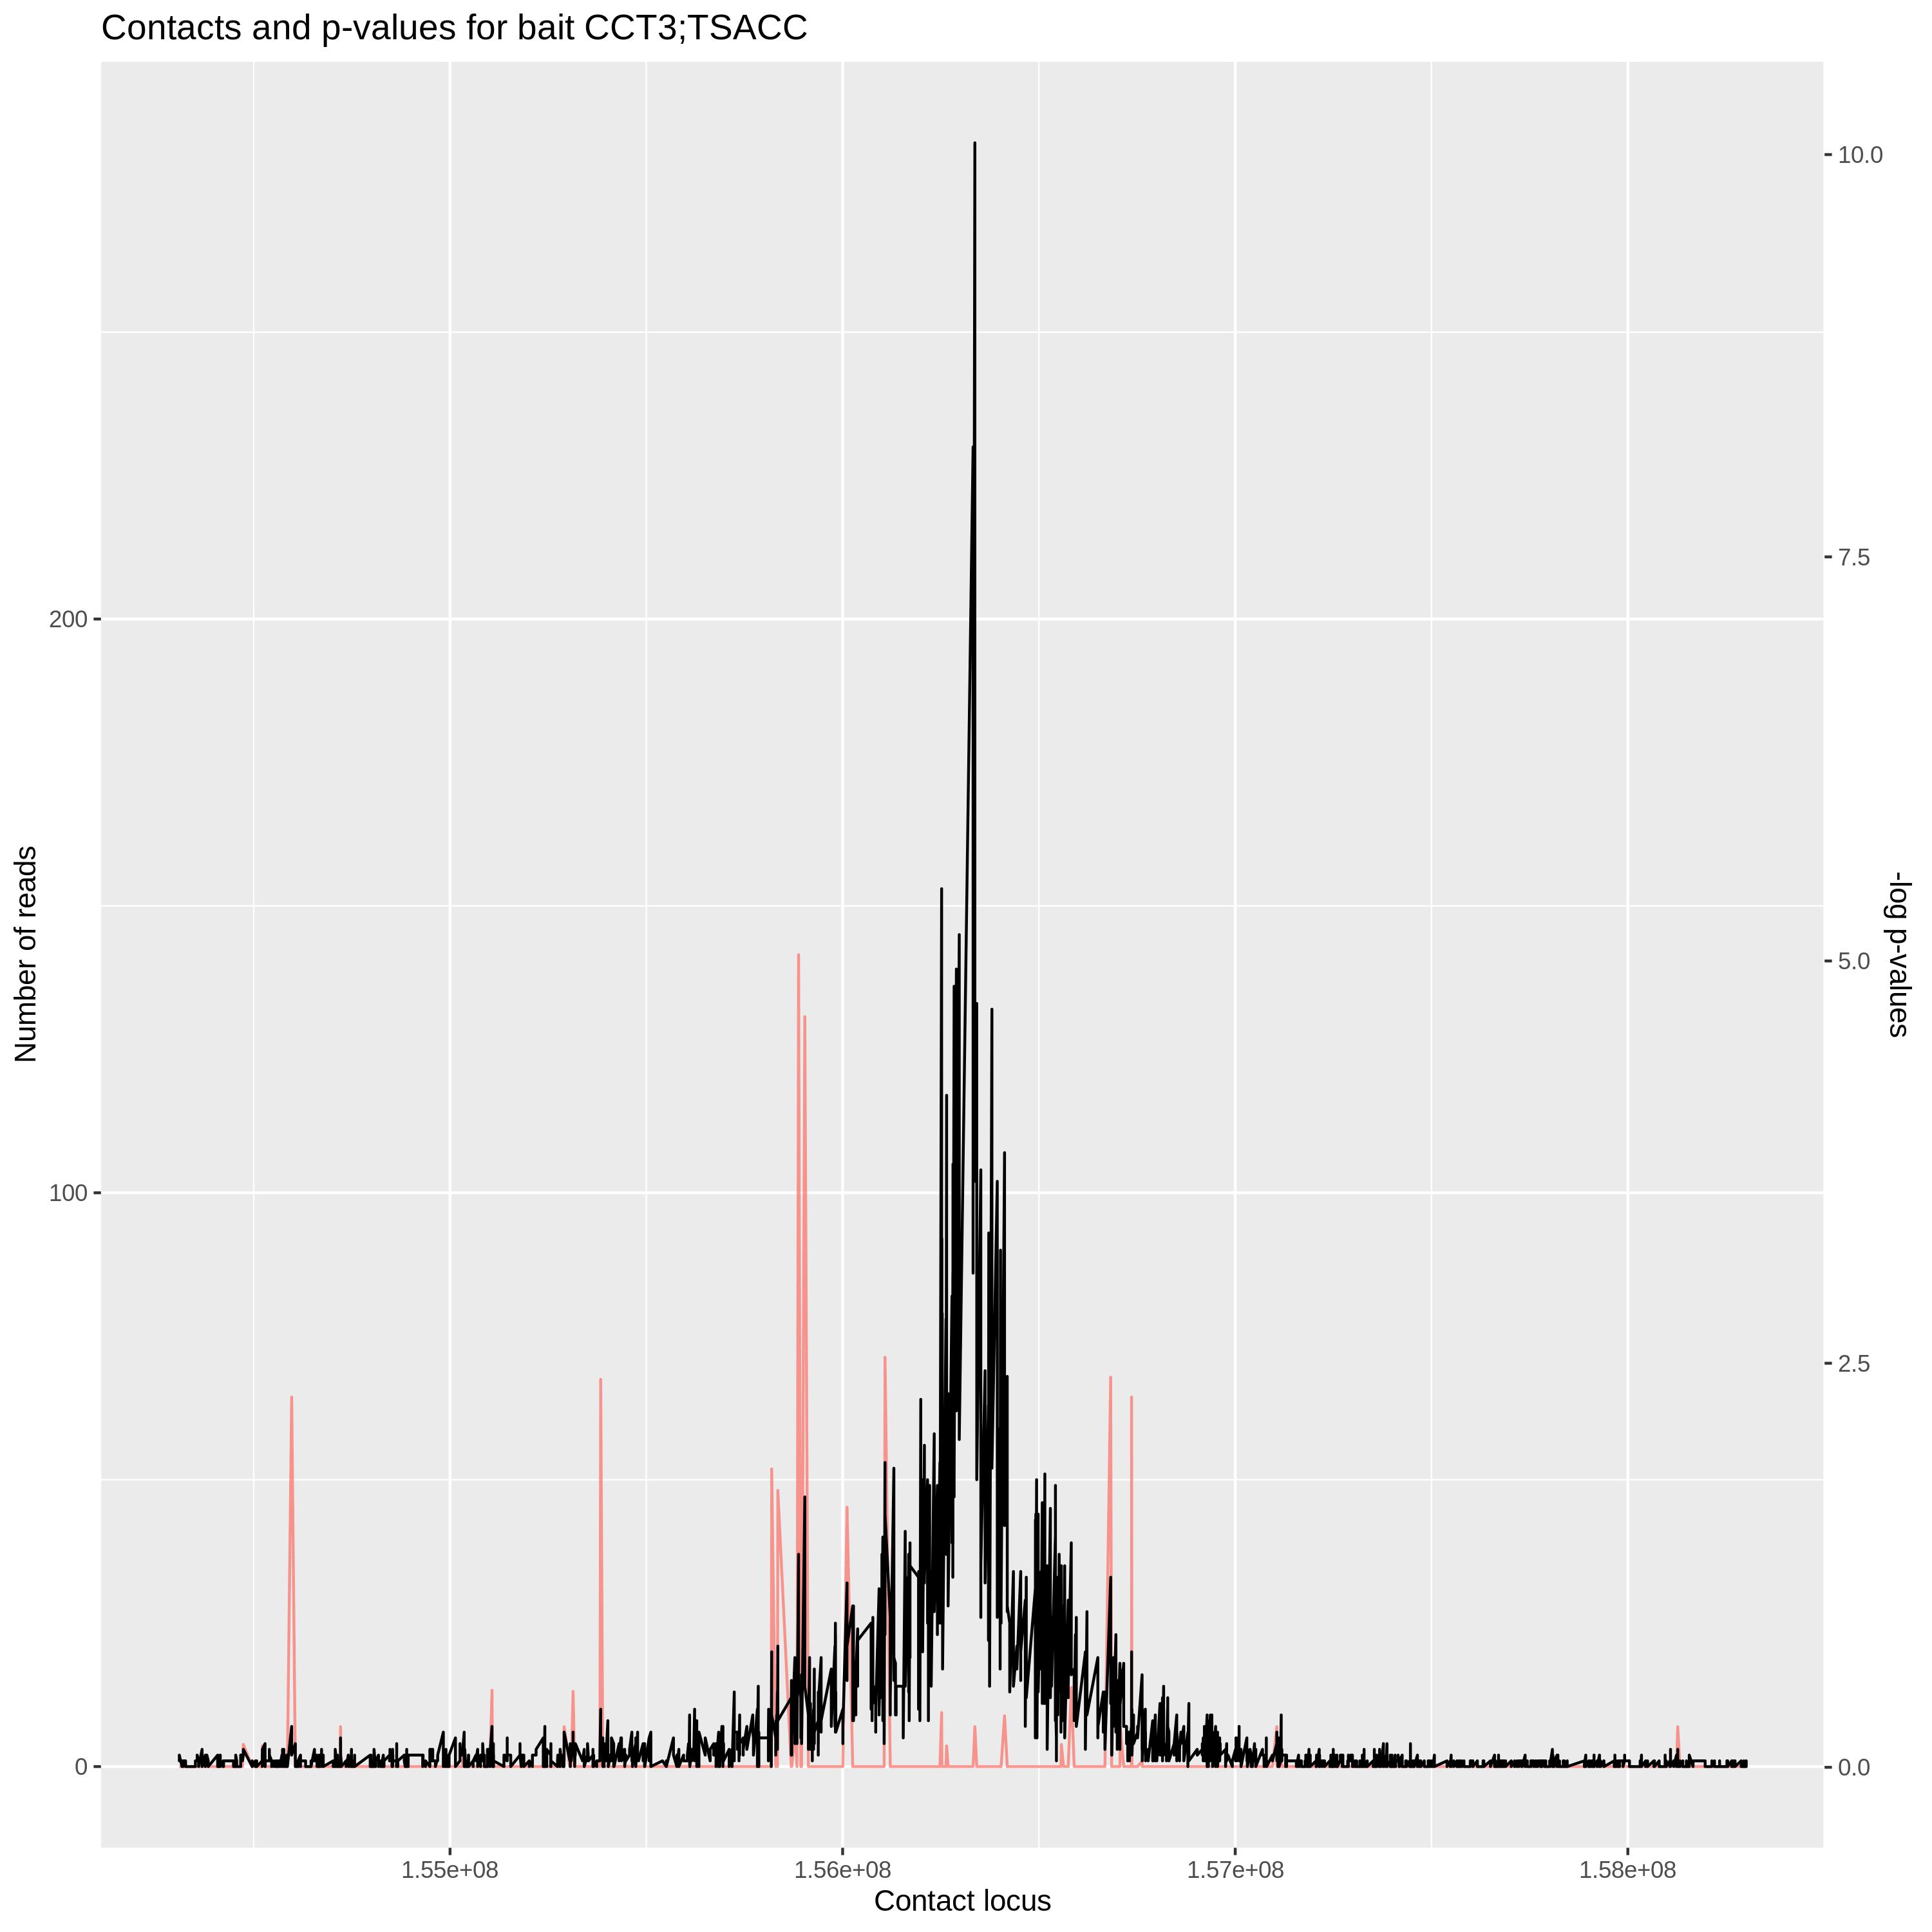 Contacts and p-values for bait CCT3;TSACC
Number of reads
200
100
0
10.0
7.5
5.0
2.5
0.0
-log p-values
1.55e+08
1.56e+08
1.57e+08
1.58e+08
Contact locus